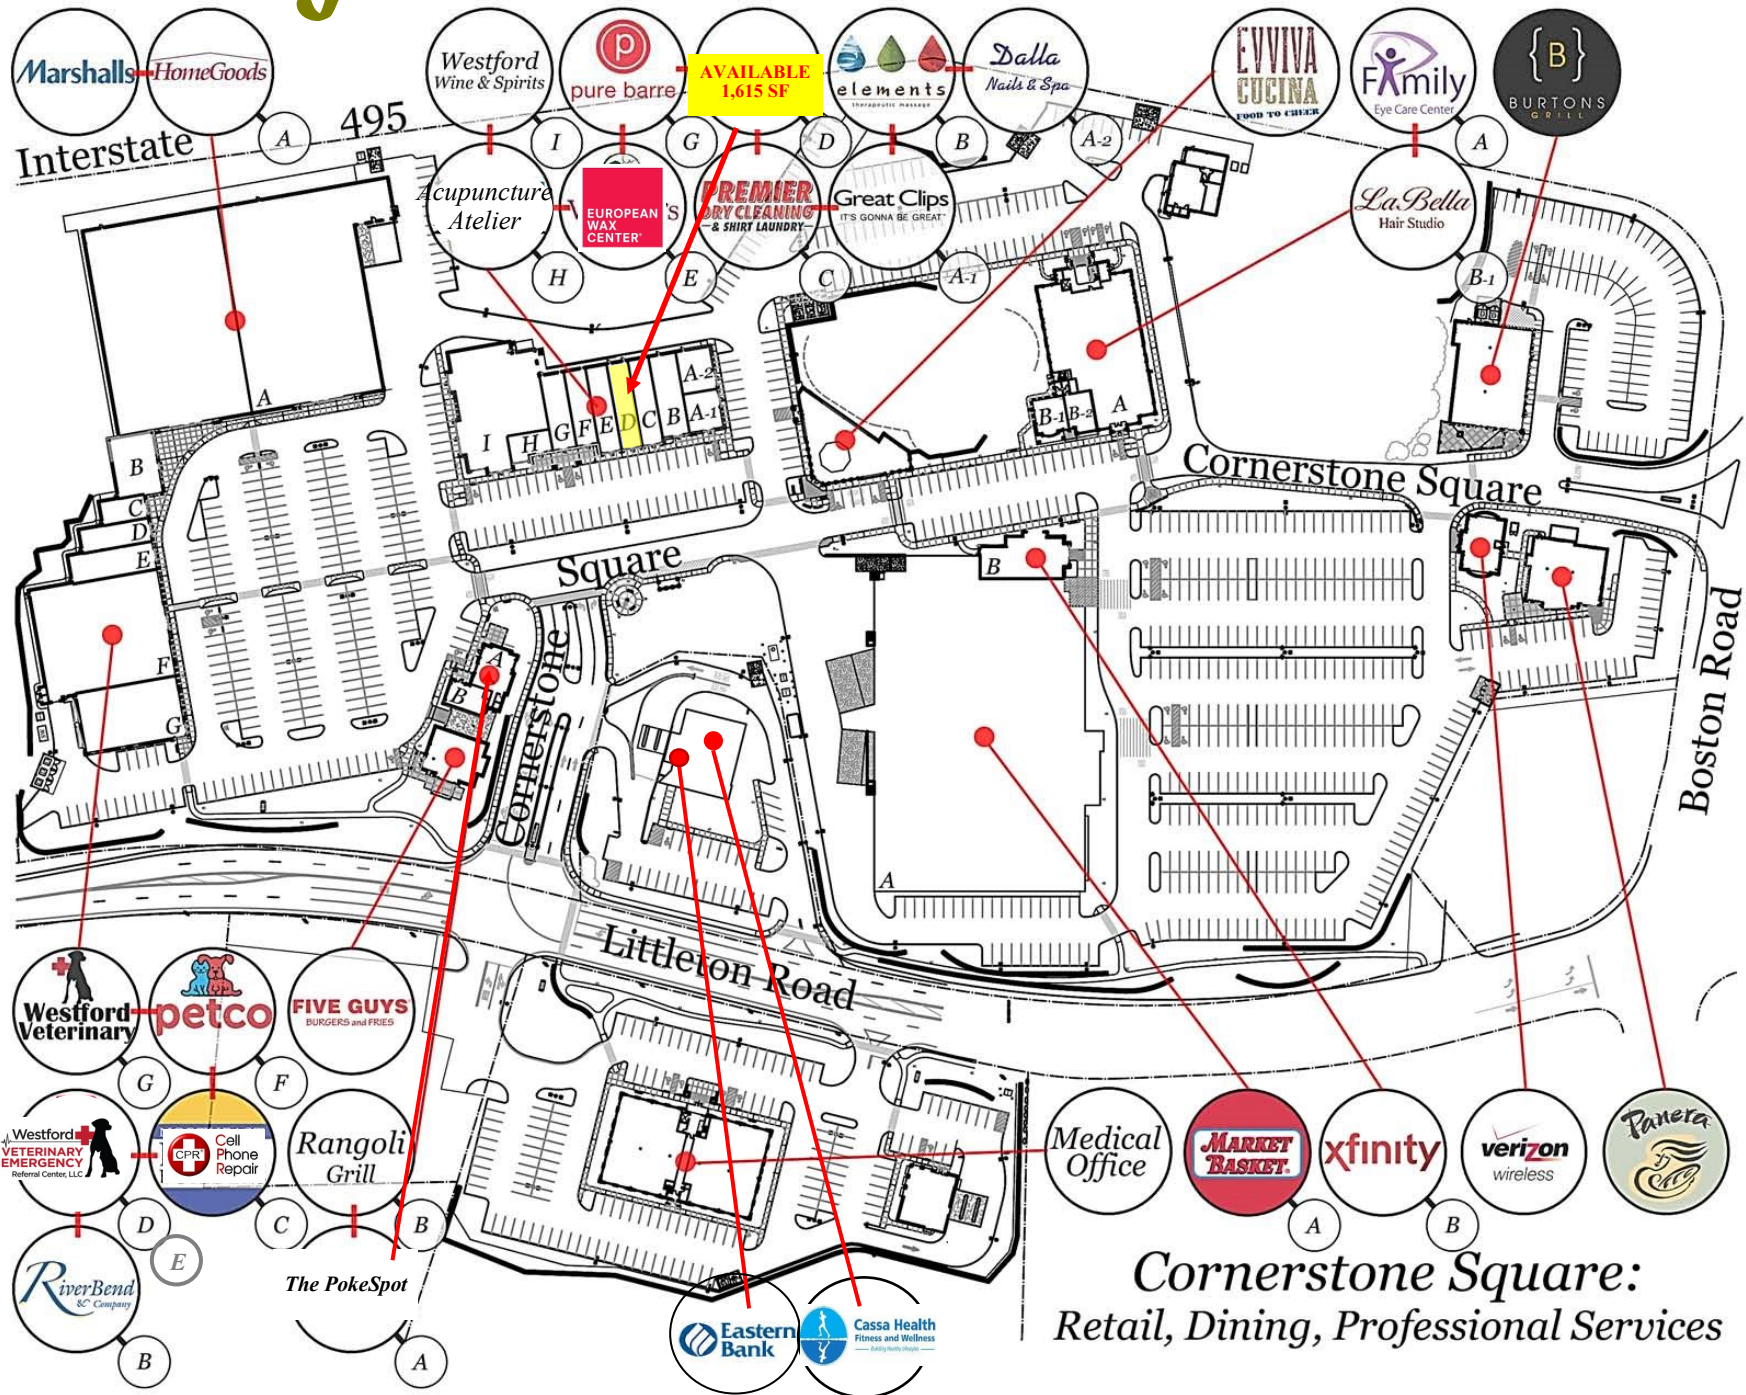 Marshalls
HomeGoods
A
Interstate 495
Westford
Wine & Spirits
I
pure barre
G
AVAILABLE
1,615 SF
D
elements
therapeutic massage
B
Dalla
Nails & Spa
A-2
EVVIVA
CUCINA
FOOD TO CHEER
Family
Eye Care Center
A
{B}
BURTONS
GRILL
Acupuncture
Atelier
H
EUROPEAN
WAX
CENTER
E
PREMIER
DRY CLEANING
& SHIRT LAUNDRY
C
Great Clips
IT'S GONNA BE GREAT
A-1
LaBella
Hair Studio
B-1
A
B
C
D
E
F
G
I
H
G
F
E
D
C
B
A-2
A-1
B-1
B-2
A
Cornerstone Square
Square
Cornerstone
A
B
B
A
Boston Road
Littleton Road
Westford
Veterinary
G
petco
F
FIVE GUYS
BURGERS and FRIES
Westford
VETERINARY
EMERGENCY
Referral Center, LLC
D
E
CPR
Cell
Phone
Repair
C
Rangoli
Grill
B
RiverBend
& Company
B
The PokeSpot
A
Eastern
Bank
Cassa Health
Fitness and Wellness
Building Healthy Lifestyles
Medical
Office
MARKET
BASKET
A
xfinity
B
verizon
wireless
Panera
Cornerstone Square:
Retail, Dining, Professional Services